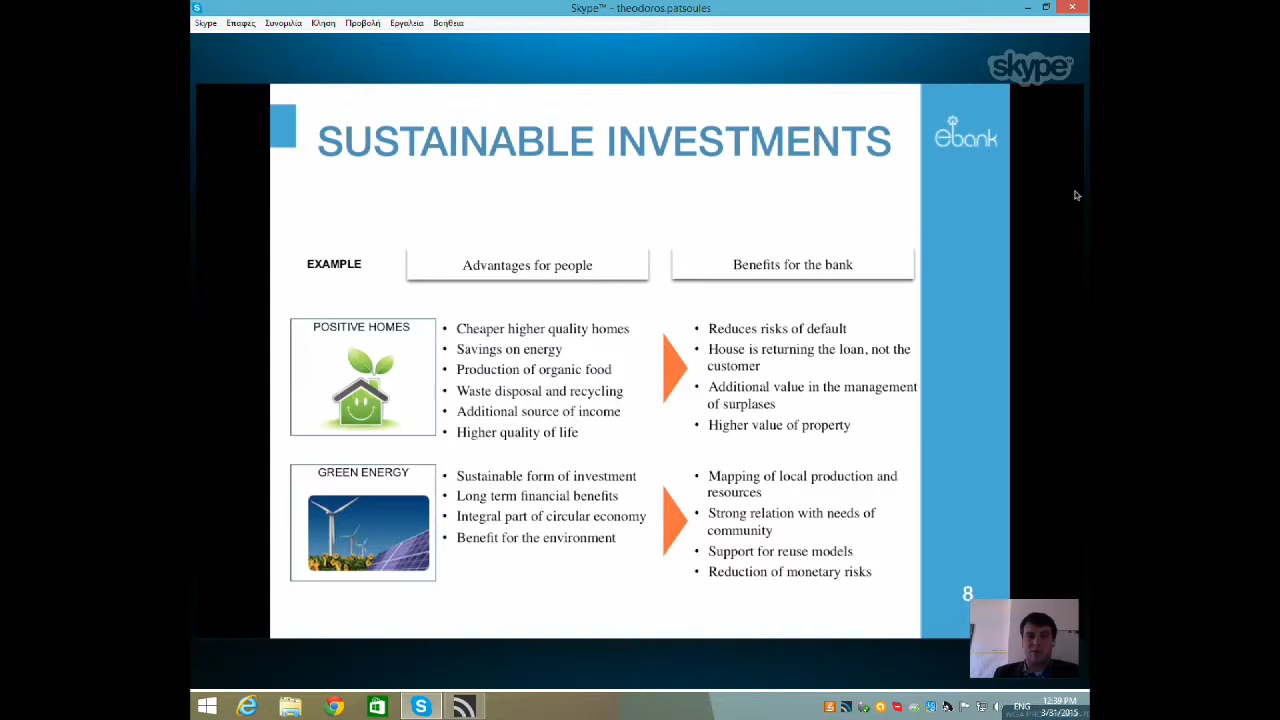 Skype™ - theodoros.patsoules
Skype Επαφές Συνομιλία Κλήση Προβολή Εργαλεία Βοήθεια
skype™
SUSTAINABLE INVESTMENTS
ebank
EXAMPLE
Advantages for people
Benefits for the bank
POSITIVE HOMES
• Cheaper higher quality homes
• Savings on energy
• Production of organic food
• Waste disposal and recycling
• Additional source of income
• Higher quality of life
• Reduces risks of default
• House is returning the loan, not the
customer
• Additional value in the management
of surplases
• Higher value of property
GREEN ENERGY
• Sustainable form of investment
• Long term financial benefits
• Integral part of circular economy
• Benefit for the environment
• Mapping of local production and
resources
• Strong relation with needs of
community
• Support for reuse models
• Reduction of monetary risks
8
ENG
12:39 PM
3/31/2015